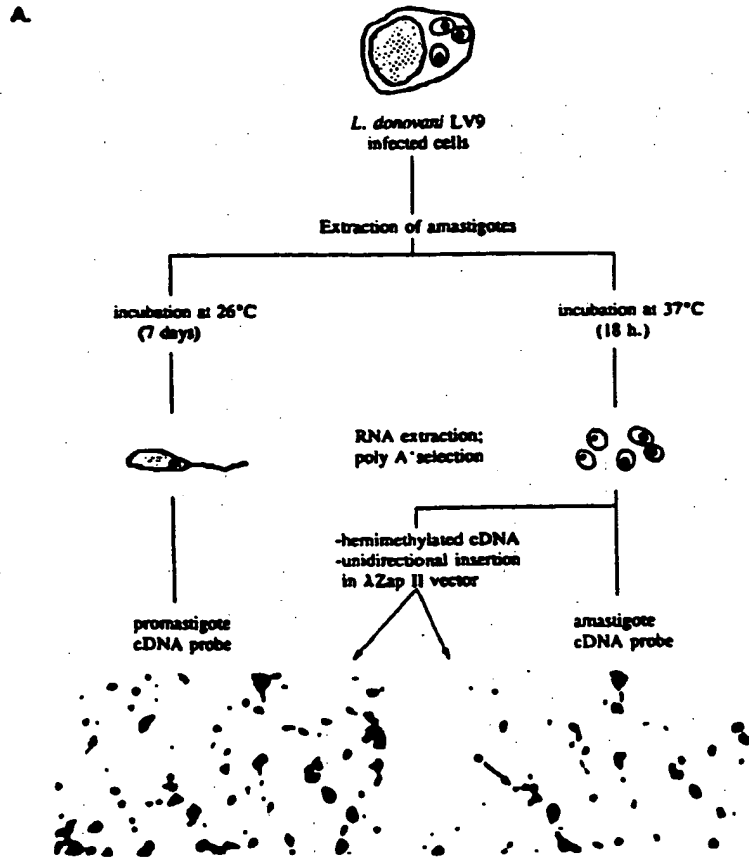 A.
L. donovani LV9
infected cells
Extraction of amastigotes
incubation at 26°C
(7 days)
incubation at 37°C
(18 h.)
RNA extraction;
poly A+ selection
-hemimethylated cDNA
-unidirectional insertion
in λZap II vector
promastigote
cDNA probe
amastigote
cDNA probe